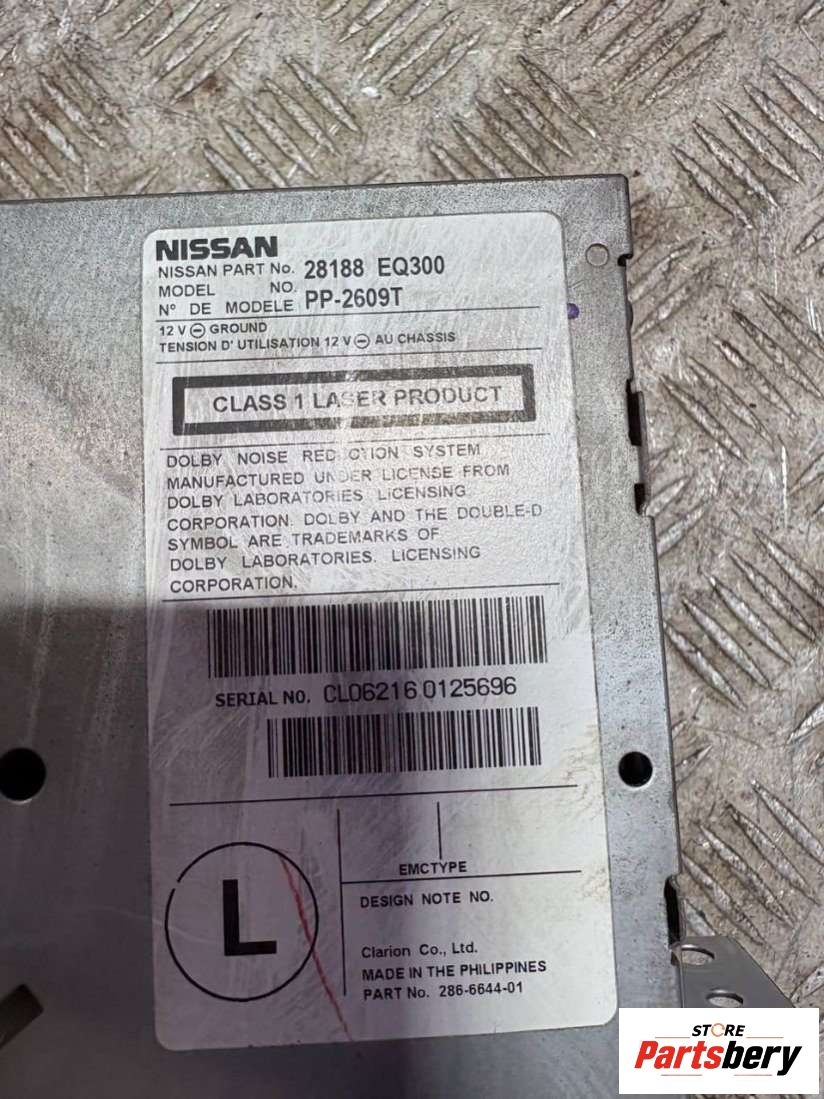 NISSAN
NISSAN PART No. 28188 EQ300
MODEL NO.
N° DE MODELE PP-2609T
12 V ⊖ GROUND
TENSION D' UTILISATION 12 V ⊖ AU CHASSIS
CLASS 1 LASER PRODUCT
DOLBY NOISE REDUCTION SYSTEM
MANUFACTURED UNDER LICENSE FROM
DOLBY LABORATORIES LICENSING
CORPORATION. DOLBY AND THE DOUBLE-D
SYMBOL ARE TRADEMARKS OF
DOLBY LABORATORIES. LICENSING
CORPORATION.
SERIAL NO. CL06216 0125696
L
EMCTYPE
DESIGN NOTE NO.
Clarion Co., Ltd.
MADE IN THE PHILIPPINES
PART No. 286-6644-01
STORE
Partsbery